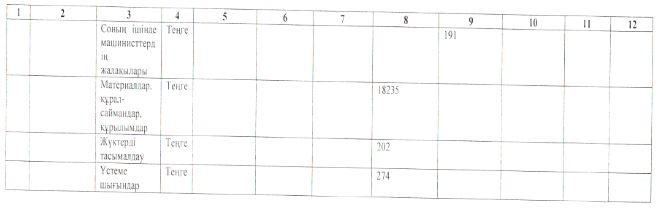 1 2 3 4 5 6 7 8 9 10 11 12
Соның ішінде Теңге 191
машинисттерд
ің
жалақылары
Материалдар, Теңге 18235
құрал-
саймандар,
құрылымдар
Жүктерді Теңге 202
тасымалдау
Үстеме Теңге 274
шығындар